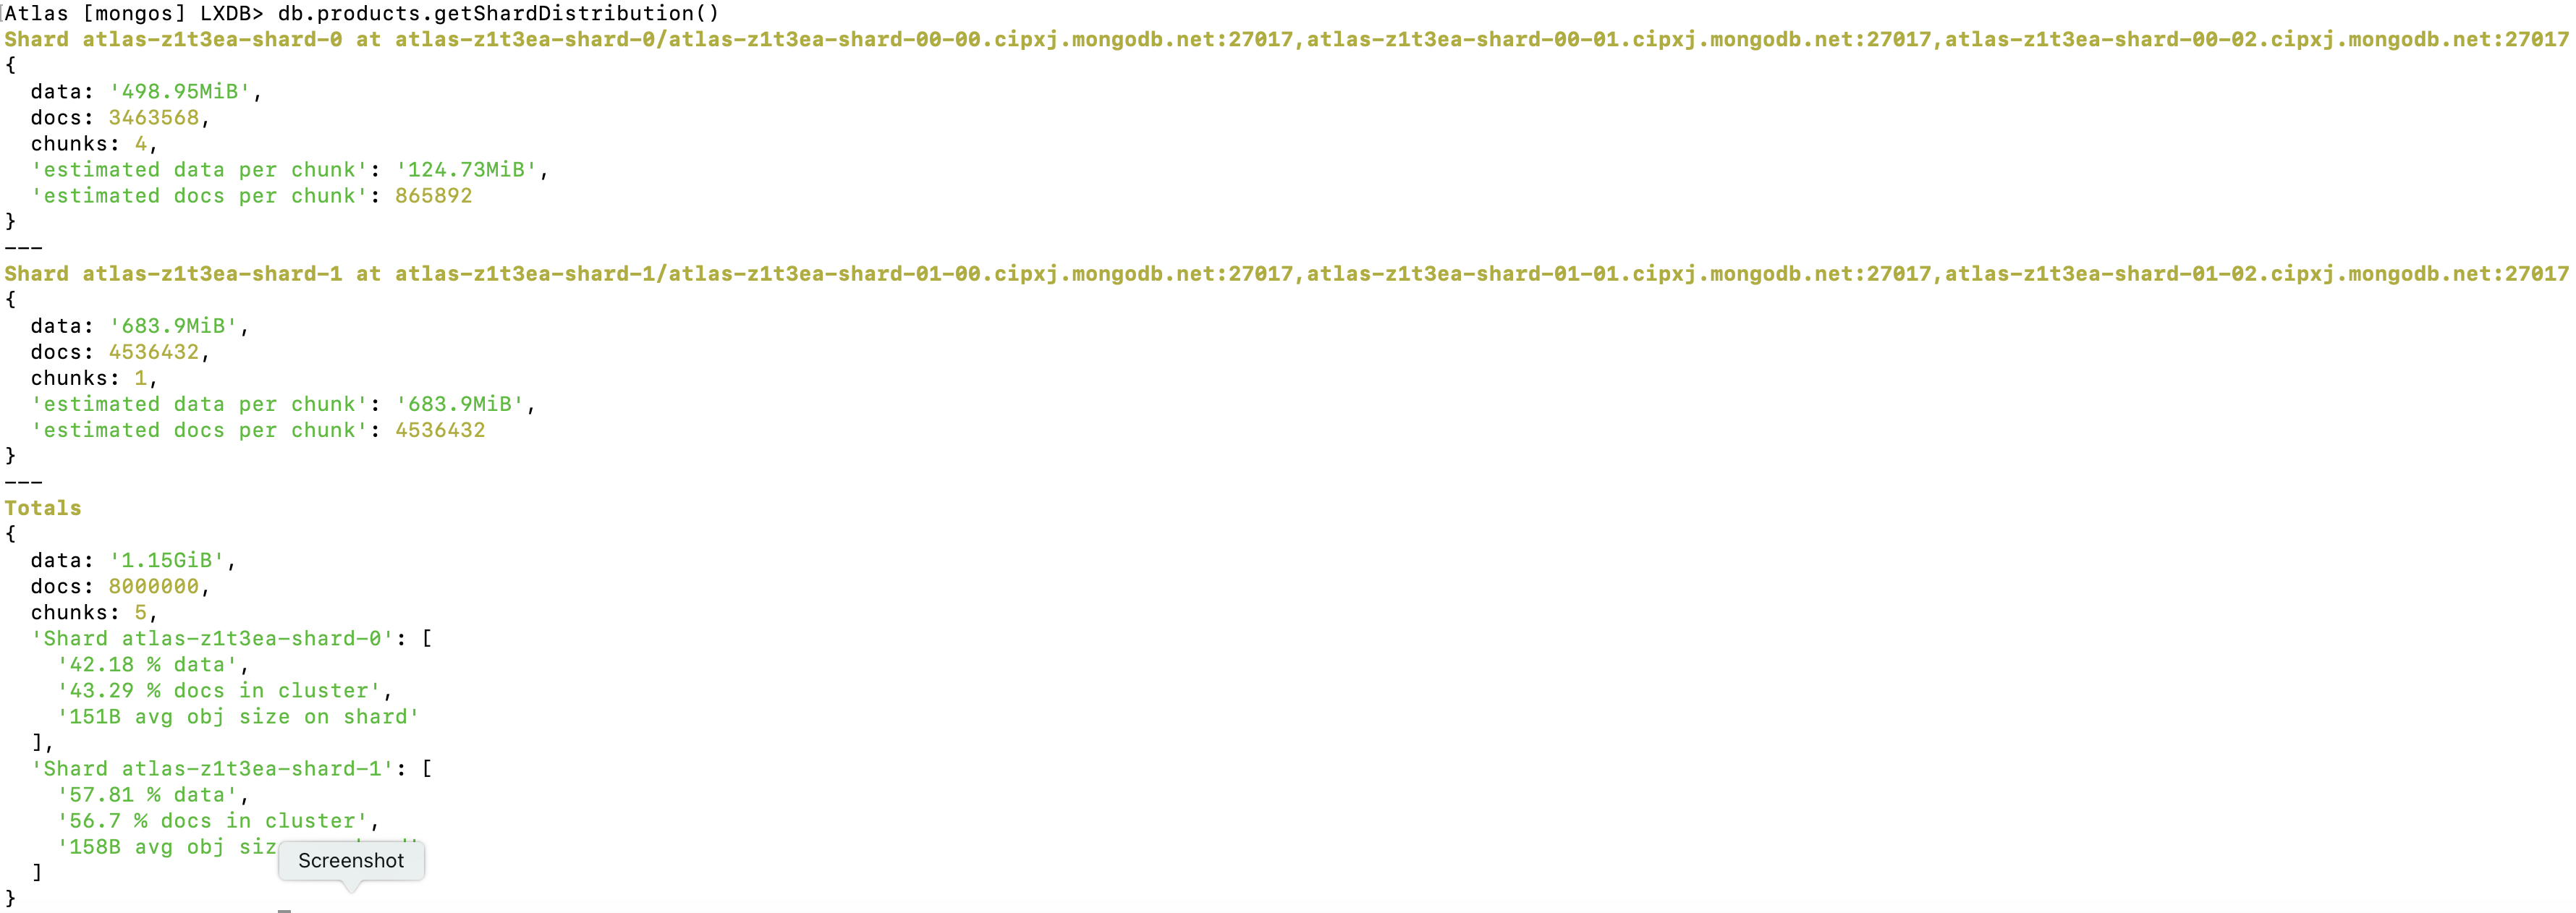 Atlas [mongos] LXDB> db.products.getShardDistribution()
Shard atlas-z1t3ea-shard-0 at atlas-z1t3ea-shard-0/atlas-z1t3ea-shard-00-00.cipxj.mongodb.net:27017,atlas-z1t3ea-shard-00-01.cipxj.mongodb.net:27017,atlas-z1t3ea-shard-00-02.cipxj.mongodb.net:27017
{
  data: '498.95MiB',
  docs: 3463568,
  chunks: 4,
  'estimated data per chunk': '124.73MiB',
  'estimated docs per chunk': 865892
}
---
Shard atlas-z1t3ea-shard-1 at atlas-z1t3ea-shard-1/atlas-z1t3ea-shard-01-00.cipxj.mongodb.net:27017,atlas-z1t3ea-shard-01-01.cipxj.mongodb.net:27017,atlas-z1t3ea-shard-01-02.cipxj.mongodb.net:27017
{
  data: '683.9MiB',
  docs: 4536432,
  chunks: 1,
  'estimated data per chunk': '683.9MiB',
  'estimated docs per chunk': 4536432
}
---
Totals
{
  data: '1.15GiB',
  docs: 8000000,
  chunks: 5,
  'Shard atlas-z1t3ea-shard-0': [
    '42.18 % data',
    '43.29 % docs in cluster',
    '151B avg obj size on shard'
  ],
  'Shard atlas-z1t3ea-shard-1': [
    '57.81 % data',
    '56.7 % docs in cluster',
    '158B avg obj
  ]
}
Screenshot